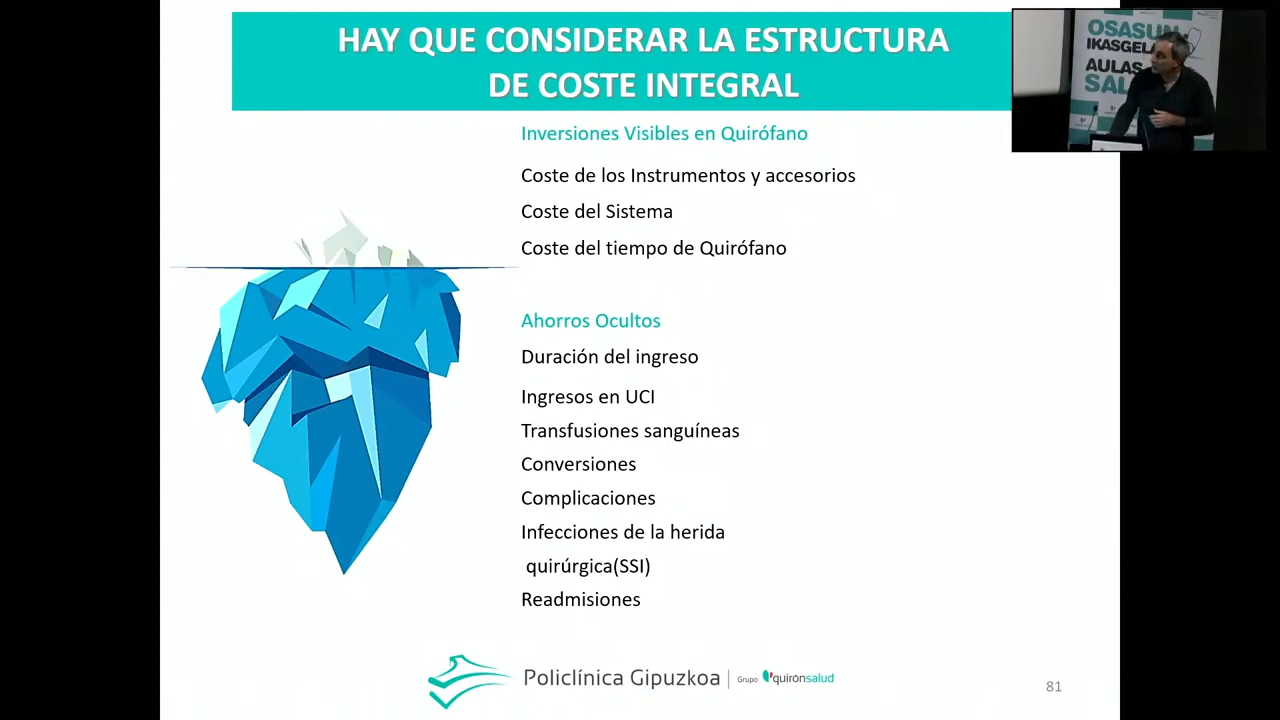 HAY QUE CONSIDERAR LA ESTRUCTURA
DE COSTE INTEGRAL
OSASUN
IKASGELA
AULAS
SAL
Inversiones Visibles en Quirófano
Coste de los Instrumentos y accesorios
Coste del Sistema
Coste del tiempo de Quirófano
Ahorros Ocultos
Duración del ingreso
Ingresos en UCI
Transfusiones sanguíneas
Conversiones
Complicaciones
Infecciones de la herida
quirúrgica(SSI)
Readmisiones
Policlínica Gipuzkoa | Grupo quirónsalud
81